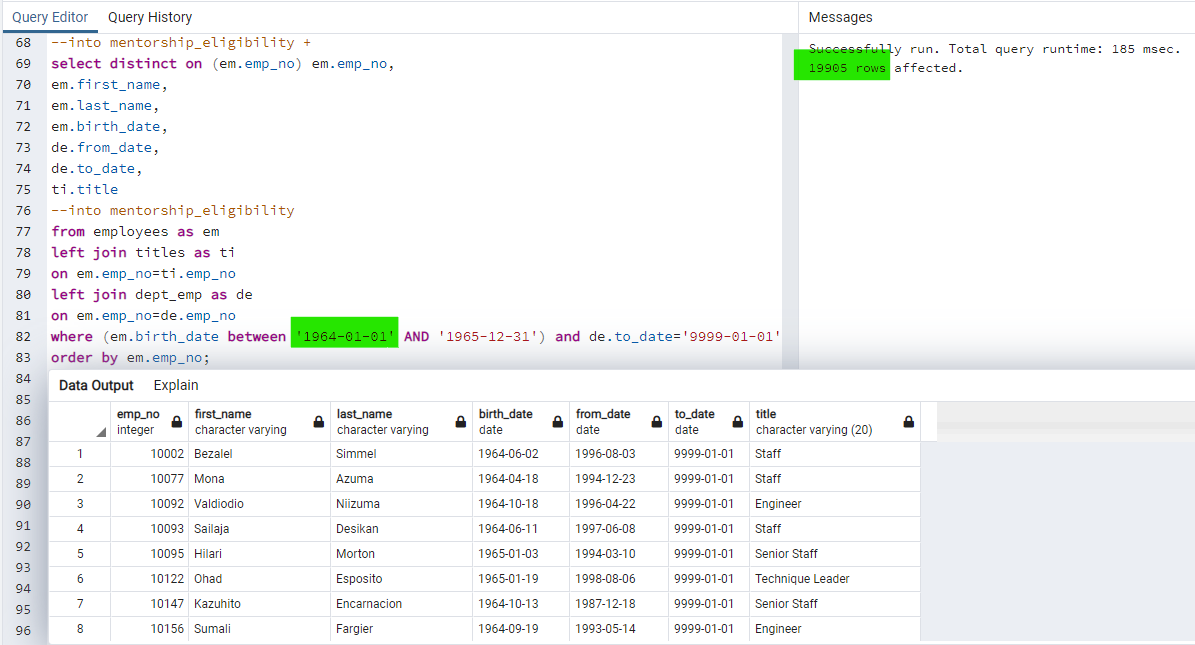 Query Editor Query History
68 --into mentorship_eligibility +
69 select distinct on (em.emp_no) em.emp_no,
70 em.first_name,
71 em.last_name,
72 em.birth_date,
73 de.from_date,
74 de.to_date,
75 ti.title
76 --into mentorship_eligibility
77 from employees as em
78 left join titles as ti
79 on em.emp_no=ti.emp_no
80 left join dept_emp as de
81 on em.emp_no=de.emp_no
82 where (em.birth_date between '1964-01-01' AND '1965-12-31') and de.to_date='9999-01-01'
83 order by em.emp_no;
84
85
86
87
88
89
90
91
92
93
94
95
96
Messages
Successfully run. Total query runtime: 185 msec.
19905 rows affected.
Data Output Explain
emp_no first_name last_name birth_date from_date to_date title
integer character varying character varying date date date character varying (20)
1 10002 Bezalel Simmel 1964-06-02 1996-08-03 9999-01-01 Staff
2 10077 Mona Azuma 1964-04-18 1994-12-23 9999-01-01 Staff
3 10092 Valdiodio Niizuma 1964-10-18 1996-04-22 9999-01-01 Engineer
4 10093 Sailaja Desikan 1964-06-11 1997-06-08 9999-01-01 Staff
5 10095 Hilari Morton 1965-01-03 1994-03-10 9999-01-01 Senior Staff
6 10122 Ohad Esposito 1965-01-19 1998-08-06 9999-01-01 Technique Leader
7 10147 Kazuhito Encarnacion 1964-10-13 1987-12-18 9999-01-01 Senior Staff
8 10156 Sumali Fargier 1964-09-19 1993-05-14 9999-01-01 Engineer